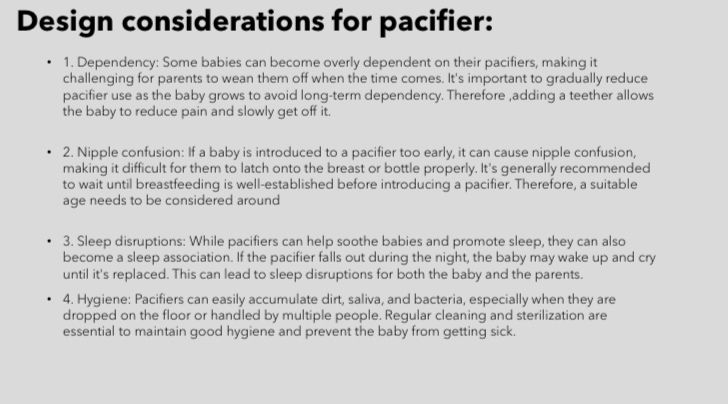 Design considerations for pacifier:
• 1. Dependency: Some babies can become overly dependent on their pacifiers, making it
challenging for parents to wean them off when the time comes. It's important to gradually reduce
pacifier use as the baby grows to avoid long-term dependency. Therefore ,adding a teether allows
the baby to reduce pain and slowly get off it.
• 2. Nipple confusion: If a baby is introduced to a pacifier too early, it can cause nipple confusion,
making it difficult for them to latch onto the breast or bottle properly. It's generally recommended
to wait until breastfeeding is well-established before introducing a pacifier. Therefore, a suitable
age needs to be considered around
• 3. Sleep disruptions: While pacifiers can help soothe babies and promote sleep, they can also
become a sleep association. If the pacifier falls out during the night, the baby may wake up and cry
until it's replaced. This can lead to sleep disruptions for both the baby and the parents.
• 4. Hygiene: Pacifiers can easily accumulate dirt, saliva, and bacteria, especially when they are
dropped on the floor or handled by multiple people. Regular cleaning and sterilization are
essential to maintain good hygiene and prevent the baby from getting sick.